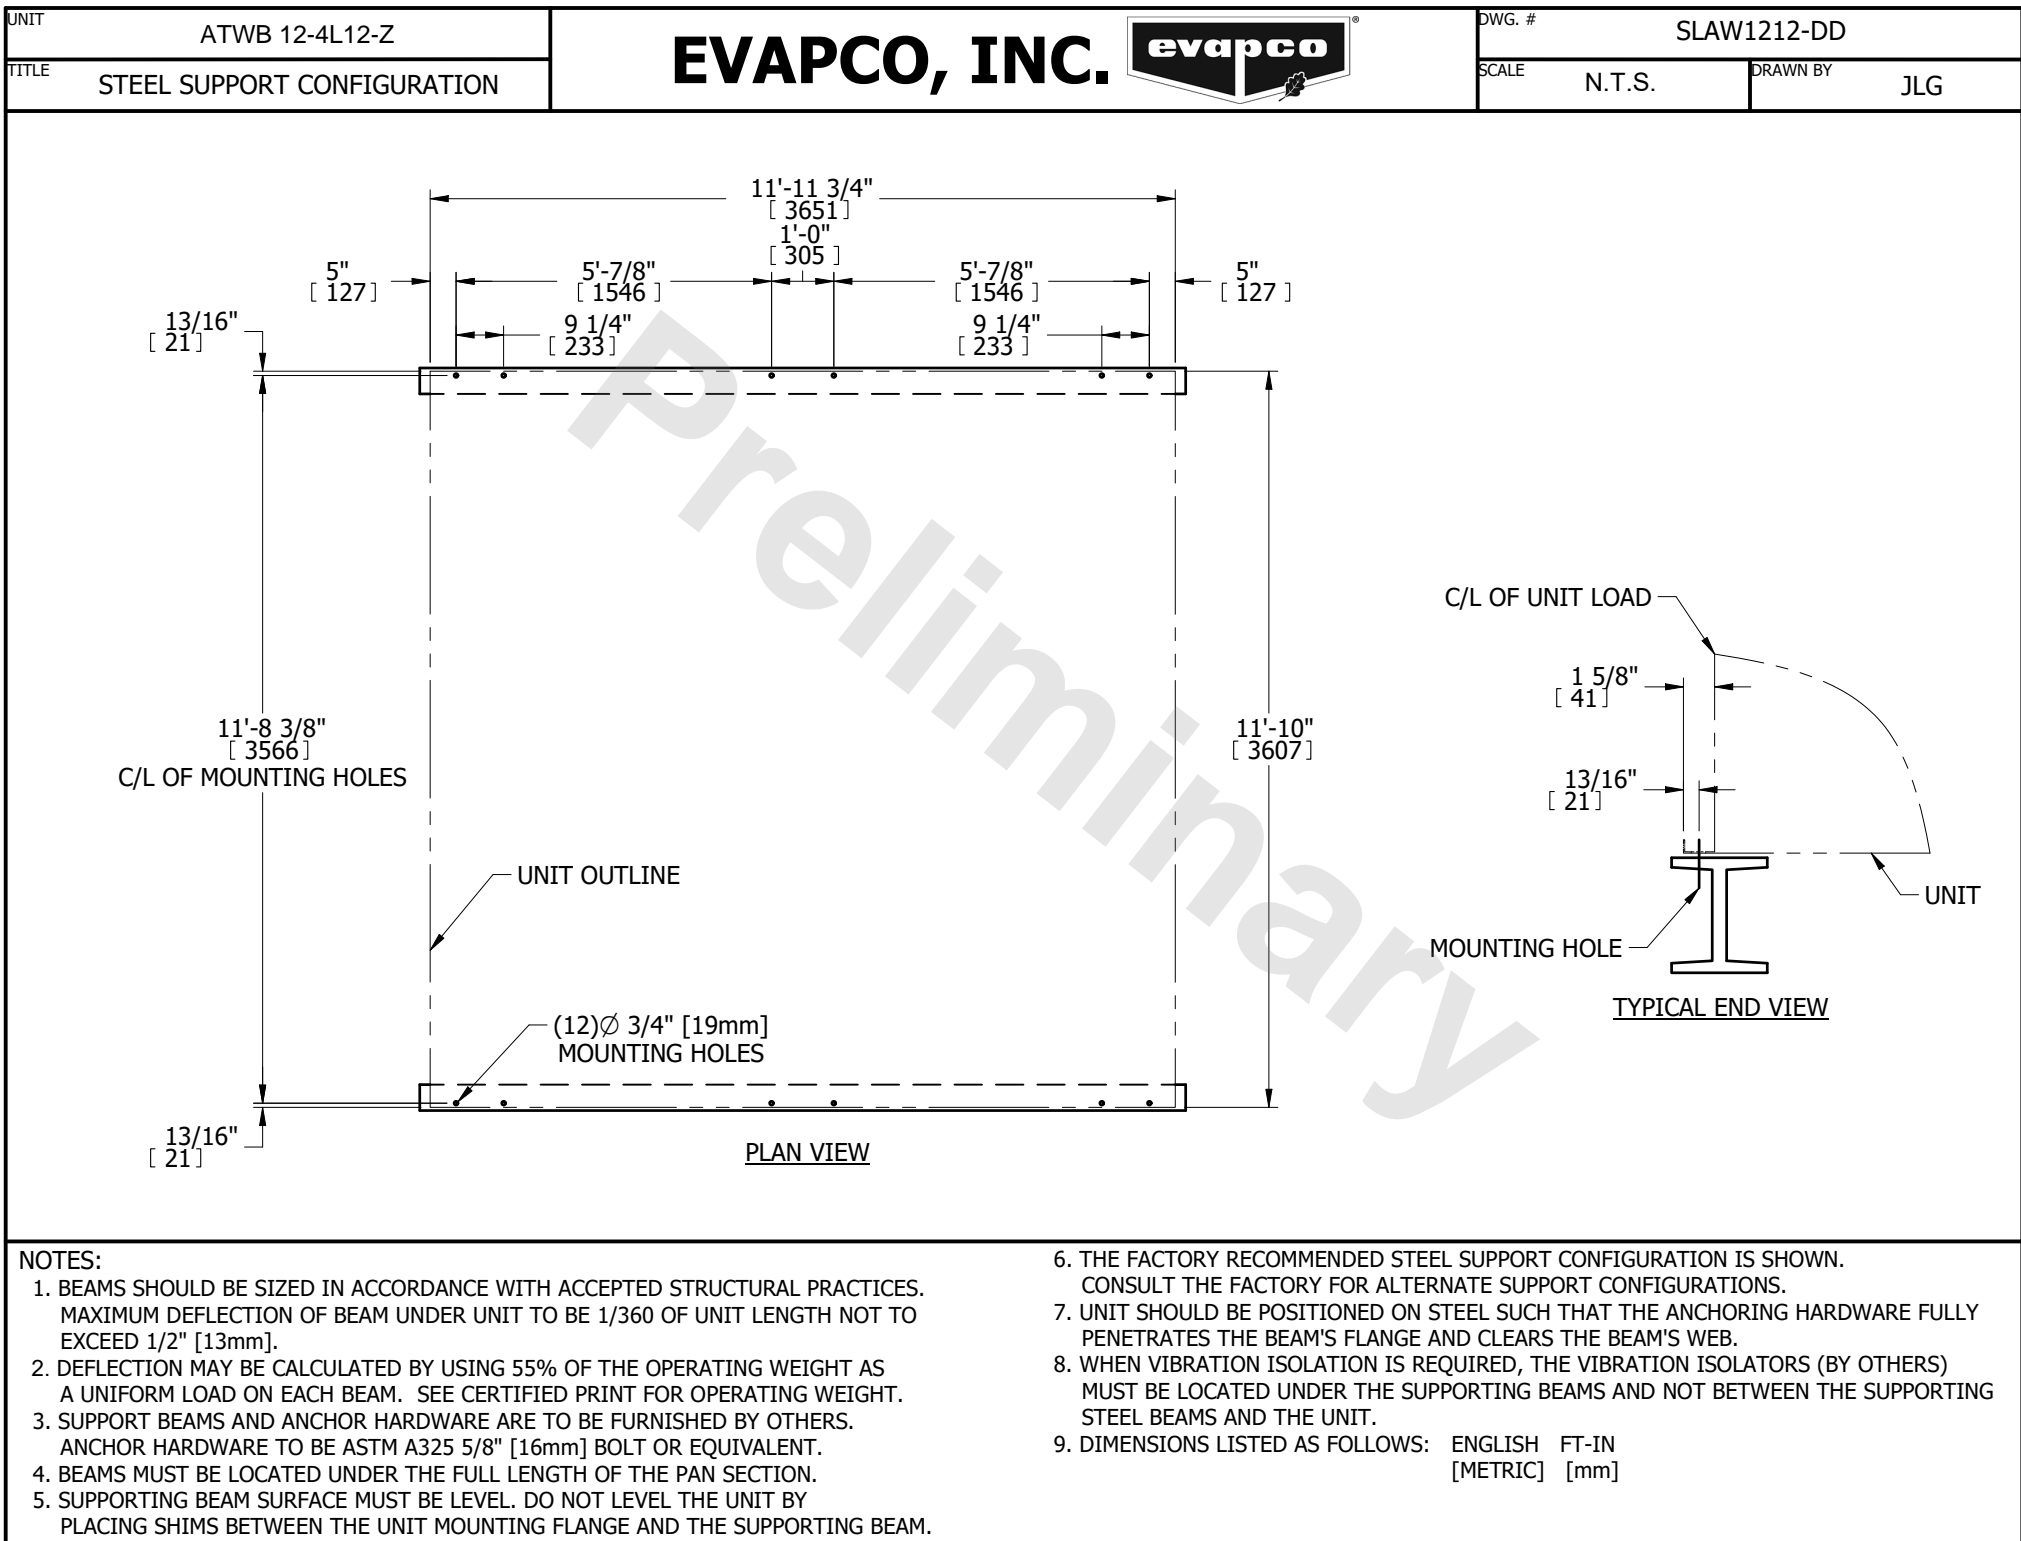 UNIT
ATWB 12-4L12-Z
TITLE
STEEL SUPPORT CONFIGURATION
EVAPCO, INC.
evapco
®
DWG. #
SLAW1212-DD
SCALE
N.T.S.
DRAWN BY
JLG
11'-11 3/4"
[ 3651]
1'-0"
[ 305 ]
5"
[ 127]
5'-7/8"
[ 1546 ]
5'-7/8"
[ 1546 ]
5"
[ 127 ]
13/16"
[ 21]
9 1/4"
[ 233]
9 1/4"
[ 233 ]
Preliminary
C/L OF UNIT LOAD
1 5/8"
[ 41]
11'-8 3/8"
[ 3566]
C/L OF MOUNTING HOLES
11'-10"
[ 3607]
13/16"
[ 21]
UNIT OUTLINE
UNIT
MOUNTING HOLE
TYPICAL END VIEW
(12)∅ 3/4" [19mm]
MOUNTING HOLES
13/16"
[ 21]
PLAN VIEW
NOTES:
1. BEAMS SHOULD BE SIZED IN ACCORDANCE WITH ACCEPTED STRUCTURAL PRACTICES.
MAXIMUM DEFLECTION OF BEAM UNDER UNIT TO BE 1/360 OF UNIT LENGTH NOT TO
EXCEED 1/2" [13mm].
2. DEFLECTION MAY BE CALCULATED BY USING 55% OF THE OPERATING WEIGHT AS
A UNIFORM LOAD ON EACH BEAM. SEE CERTIFIED PRINT FOR OPERATING WEIGHT.
3. SUPPORT BEAMS AND ANCHOR HARDWARE ARE TO BE FURNISHED BY OTHERS.
ANCHOR HARDWARE TO BE ASTM A325 5/8" [16mm] BOLT OR EQUIVALENT.
4. BEAMS MUST BE LOCATED UNDER THE FULL LENGTH OF THE PAN SECTION.
5. SUPPORTING BEAM SURFACE MUST BE LEVEL. DO NOT LEVEL THE UNIT BY
PLACING SHIMS BETWEEN THE UNIT MOUNTING FLANGE AND THE SUPPORTING BEAM.
6. THE FACTORY RECOMMENDED STEEL SUPPORT CONFIGURATION IS SHOWN.
CONSULT THE FACTORY FOR ALTERNATE SUPPORT CONFIGURATIONS.
7. UNIT SHOULD BE POSITIONED ON STEEL SUCH THAT THE ANCHORING HARDWARE FULLY
PENETRATES THE BEAM'S FLANGE AND CLEARS THE BEAM'S WEB.
8. WHEN VIBRATION ISOLATION IS REQUIRED, THE VIBRATION ISOLATORS (BY OTHERS)
MUST BE LOCATED UNDER THE SUPPORTING BEAMS AND NOT BETWEEN THE SUPPORTING
STEEL BEAMS AND THE UNIT.
9. DIMENSIONS LISTED AS FOLLOWS: ENGLISH FT-IN
[METRIC] [mm]